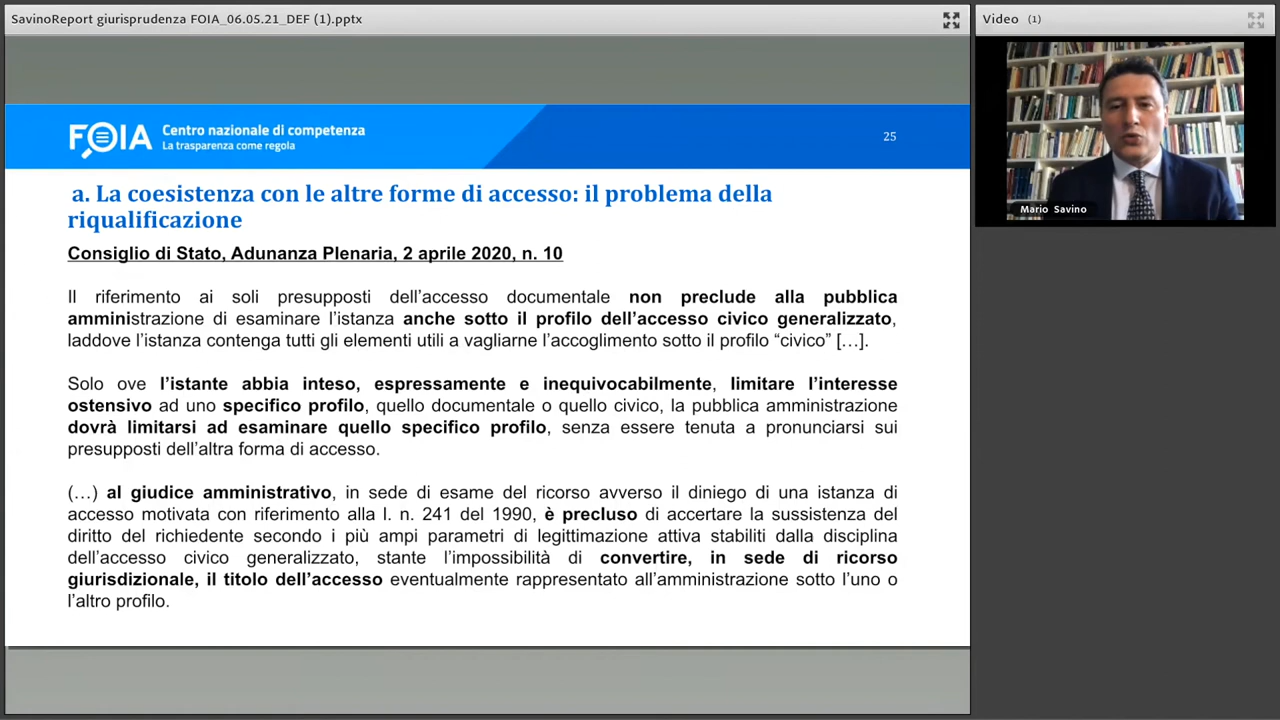 SavinoReport giurisprudenza FOIA_06.05.21_DEF (1).pptx
Video (1)
FOIA Centro nazionale di competenza
La trasparenza come regola
25
Mario Savino
a. La coesistenza con le altre forme di accesso: il problema della
riqualificazione
Consiglio di Stato, Adunanza Plenaria, 2 aprile 2020, n. 10
Il riferimento ai soli presupposti dell’accesso documentale non preclude alla pubblica
amministrazione di esaminare l’istanza anche sotto il profilo dell’accesso civico generalizzato,
laddove l’istanza contenga tutti gli elementi utili a vagliarne l’accoglimento sotto il profilo “civico” […].
Solo ove l’istante abbia inteso, espressamente e inequivocabilmente, limitare l’interesse
ostensivo ad uno specifico profilo, quello documentale o quello civico, la pubblica amministrazione
dovrà limitarsi ad esaminare quello specifico profilo, senza essere tenuta a pronunciarsi sui
presupposti dell’altra forma di accesso.
(…) al giudice amministrativo, in sede di esame del ricorso avverso il diniego di una istanza di
accesso motivata con riferimento alla l. n. 241 del 1990, è precluso di accertare la sussistenza del
diritto del richiedente secondo i più ampi parametri di legittimazione attiva stabiliti dalla disciplina
dell’accesso civico generalizzato, stante l’impossibilità di convertire, in sede di ricorso
giurisdizionale, il titolo dell’accesso eventualmente rappresentato all’amministrazione sotto l’uno o
l’altro profilo.